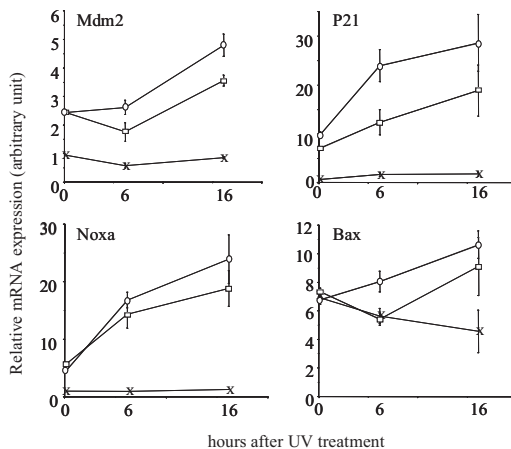 Relative mRNA expression (arbitrary unit)
Mdm2
6
5
4
3
2
1
0
0 6 16
P21
30
20
10
0
0 6 16
Noxa
30
20
10
0
0 6 16
Bax
12
10
8
6
4
2
0
0 6 16
hours after UV treatment